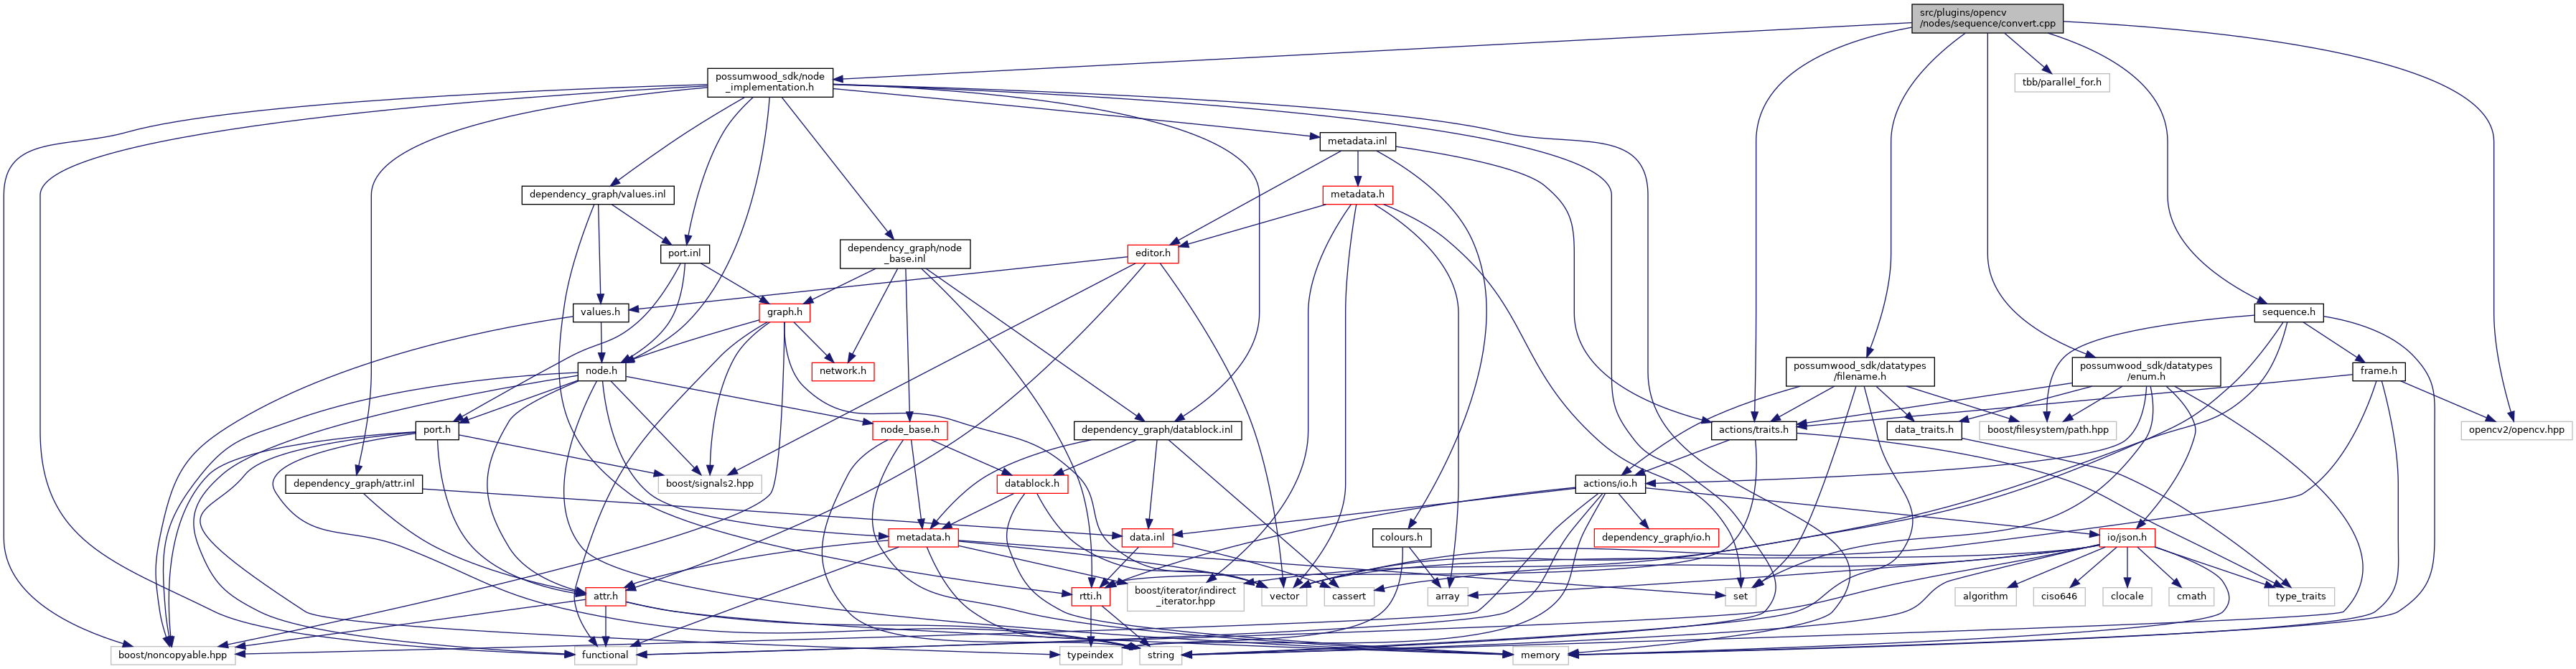 src/plugins/opencv
/nodes/sequence/convert.cpp
possumwood_sdk/node
_implementation.h
tbb/parallel_for.h
metadata.inl
dependency_graph/values.inl
metadata.h
port.inl
dependency_graph/node
_base.inl
editor.h
values.h
graph.h
sequence.h
node.h
network.h
possumwood_sdk/datatypes
/filename.h
possumwood_sdk/datatypes
/enum.h
frame.h
port.h
node_base.h
dependency_graph/datablock.inl
actions/traits.h
data_traits.h
boost/filesystem/path.hpp
opencv2/opencv.hpp
dependency_graph/attr.inl
boost/signals2.hpp
datablock.h
actions/io.h
metadata.h
data.inl
colours.h
dependency_graph/io.h
io/json.h
attr.h
rtti.h
boost/iterator/indirect
_iterator.hpp
vector
cassert
array
set
algorithm
ciso646
clocale
cmath
type_traits
boost/noncopyable.hpp
functional
typeindex
string
memory